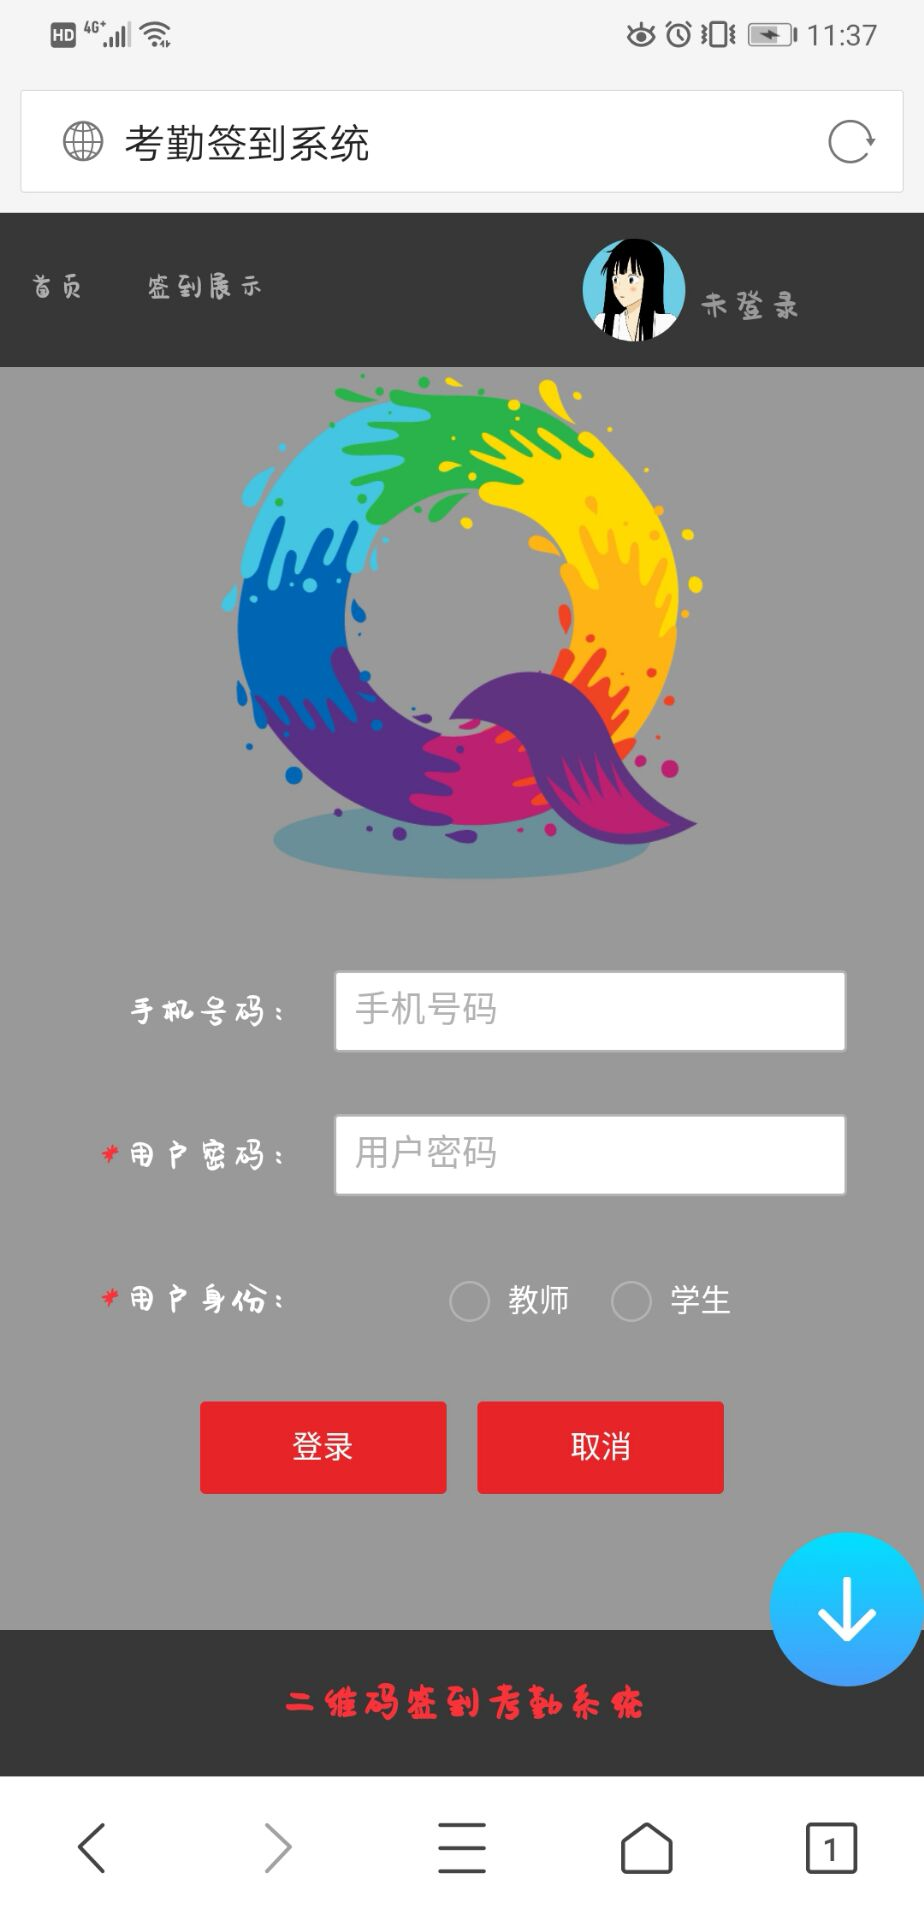 HD 4G+ 11:37
考勤签到系统
首页 签到展示 未登录
手机号码： 手机号码
*用户密码： 用户密码
*用户身份： 教师 学生
登录 取消
二维码签到考勤系统
1